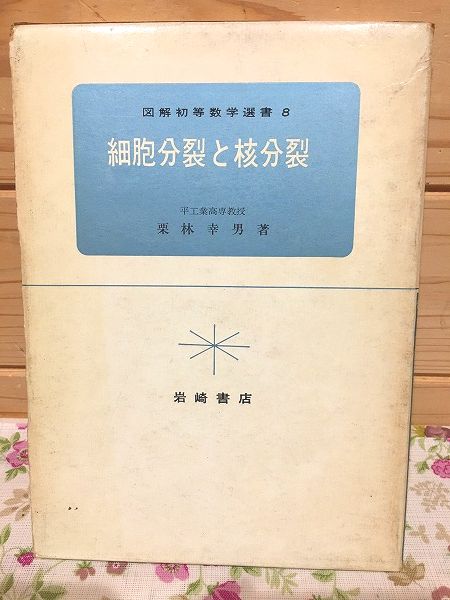 図解初等数学選書 8
細胞分裂と核分裂
平工業高専教授
栗林幸男著
岩崎書店